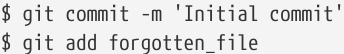 $ git commit -m 'Initial commit'
$ git add forgotten_file